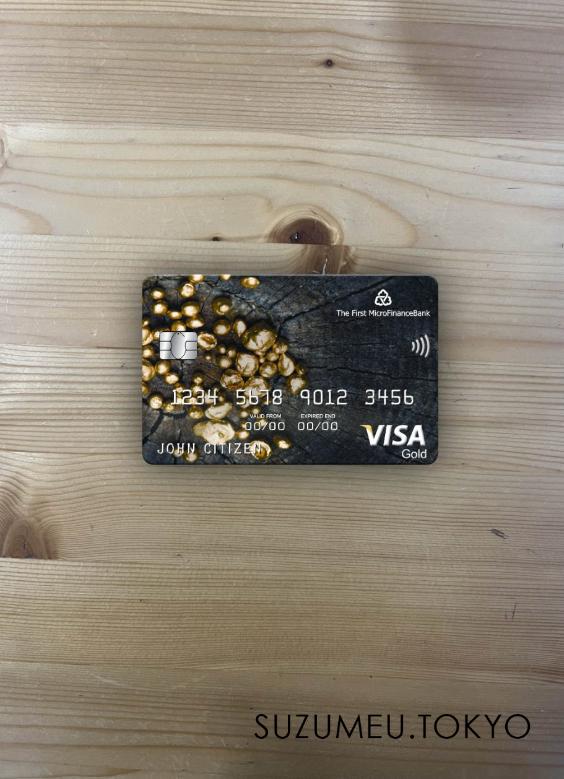 The First MicroFinanceBank
1234 5678 9012 3456
VALID FROM EXPIRED END
00/00 00/00
JOHN CITIZEN
VISA
Gold
SUZUMEU.TOKYO